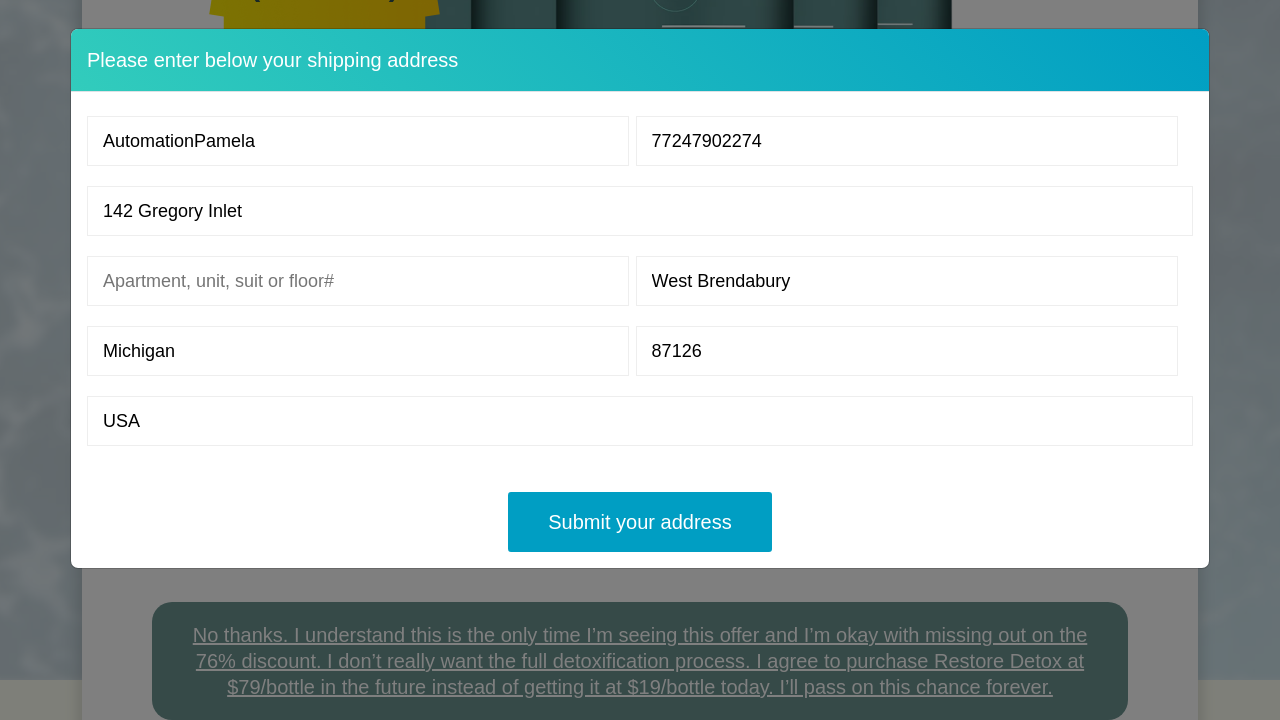 Please enter below your shipping address
AutomationPamela
77247902274
142 Gregory Inlet
Apartment, unit, suit or floor#
West Brendabury
Michigan
87126
USA
Submit your address
No thanks. I understand this is the only time I’m seeing this offer and I’m okay with missing out on the
76% discount. I don’t really want the full detoxification process. I agree to purchase Restore Detox at
$79/bottle in the future instead of getting it at $19/bottle today. I’ll pass on this chance forever.